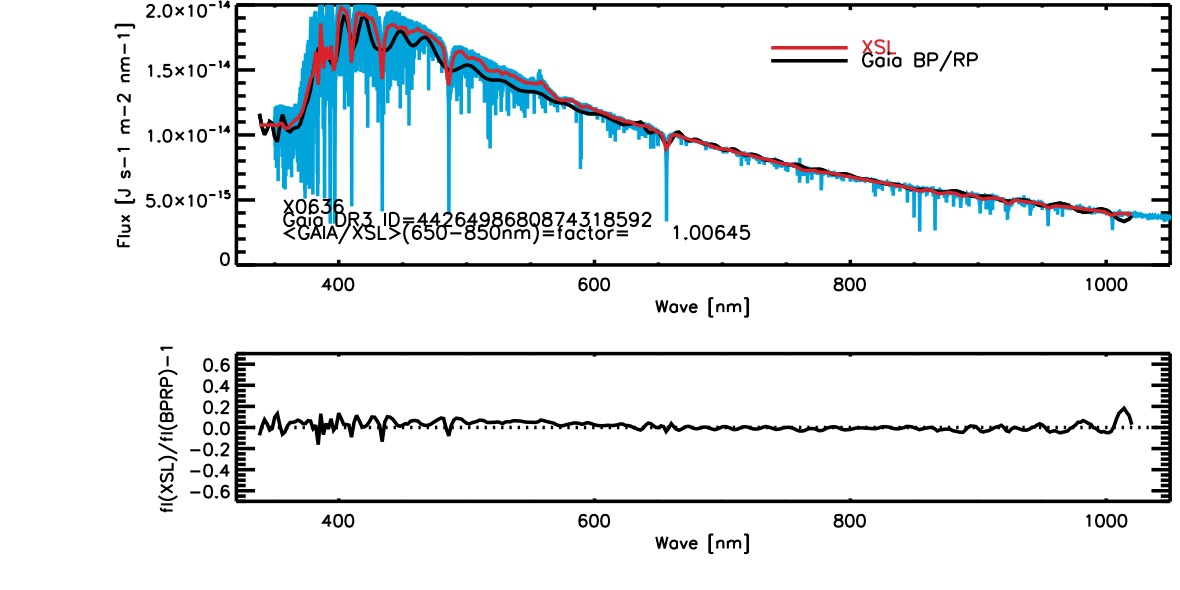 2.0×10−14
1.5×10−14
1.0×10−14
5.0×10−15
0
Flux [J s−1 m−2 nm−1]
XSL
Gaia BP/RP
X0636
Gaia DR3 ID=4426498680874318592
<GAIA/XSL>(650−850nm)=factor= 1.00645
400 600 800 1000
Wave [nm]
fl(XSL)/fl(BPRP)−1
0.6
0.4
0.2
0.0
−0.2
−0.4
−0.6
400 600 800 1000
Wave [nm]